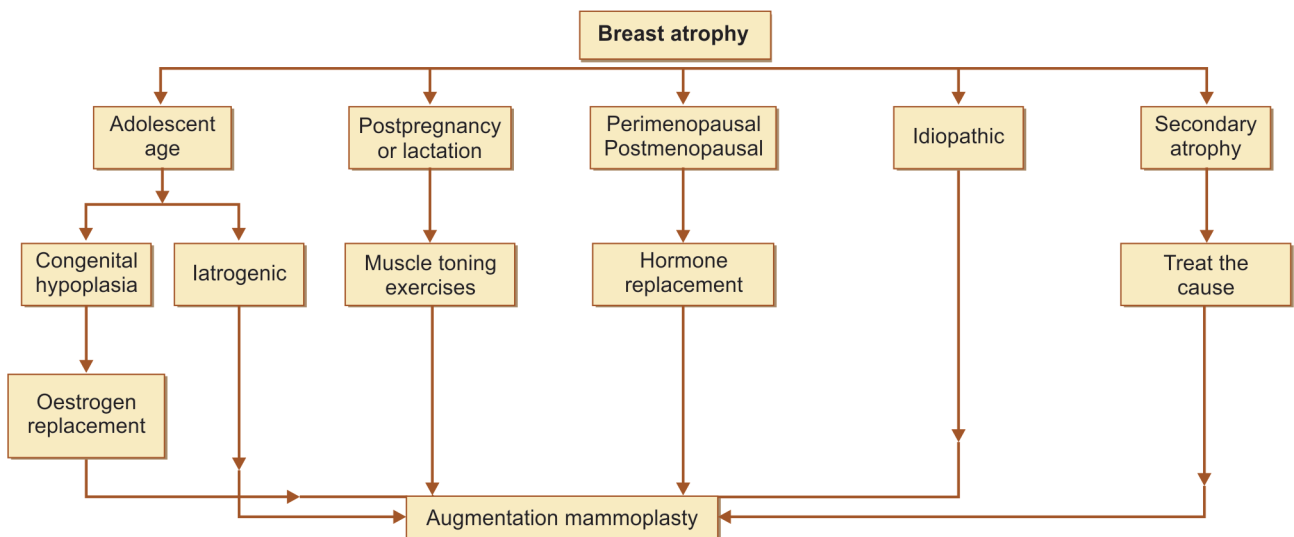 Breast atrophy
Adolescent
age
Postpregnancy
or lactation
Perimenopausal
Postmenopausal
Idiopathic
Secondary
atrophy
Congenital
hypoplasia
Iatrogenic
Muscle toning
exercises
Hormone
replacement
Treat the
cause
Oestrogen
replacement
Augmentation mammoplasty